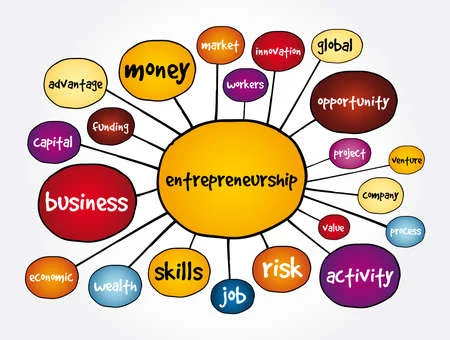 market
innovation
global
money
advantage
workers
opportunity
funding
capital
project
venture
entrepreneurship
company
business
value
process
economic
wealth
skills
job
risk
activity